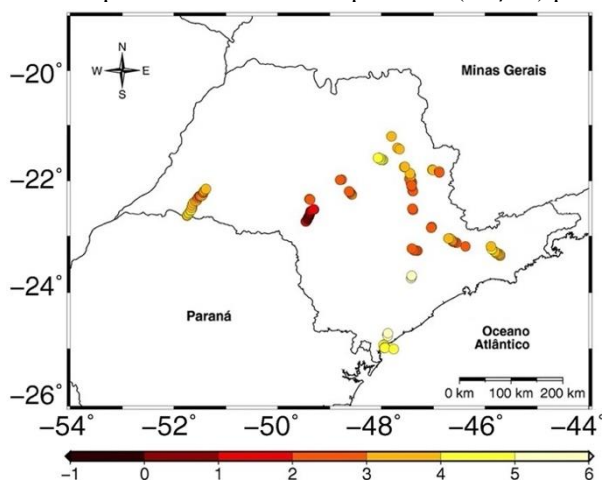 N
W E
S
Minas Gerais
−20°
−22°
−24°
−26°
Paraná
Oceano
Atlântico
0 km 100 km 200 km
−54° −52° −50° −48° −46° −44°
−1 0 1 2 3 4 5 6